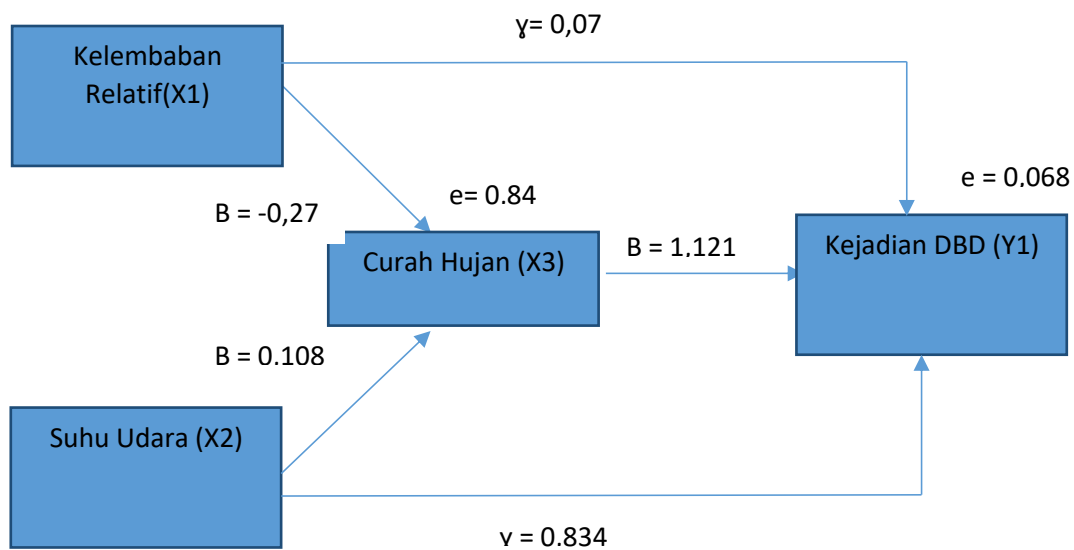 ɣ= 0,07
Kelembaban
Relatif(X1)
e = 0,068
B = -0,27
e= 0.84
Curah Hujan (X3)
B = 1,121
Kejadian DBD (Y1)
B = 0.108
Suhu Udara (X2)
ɣ = 0.834